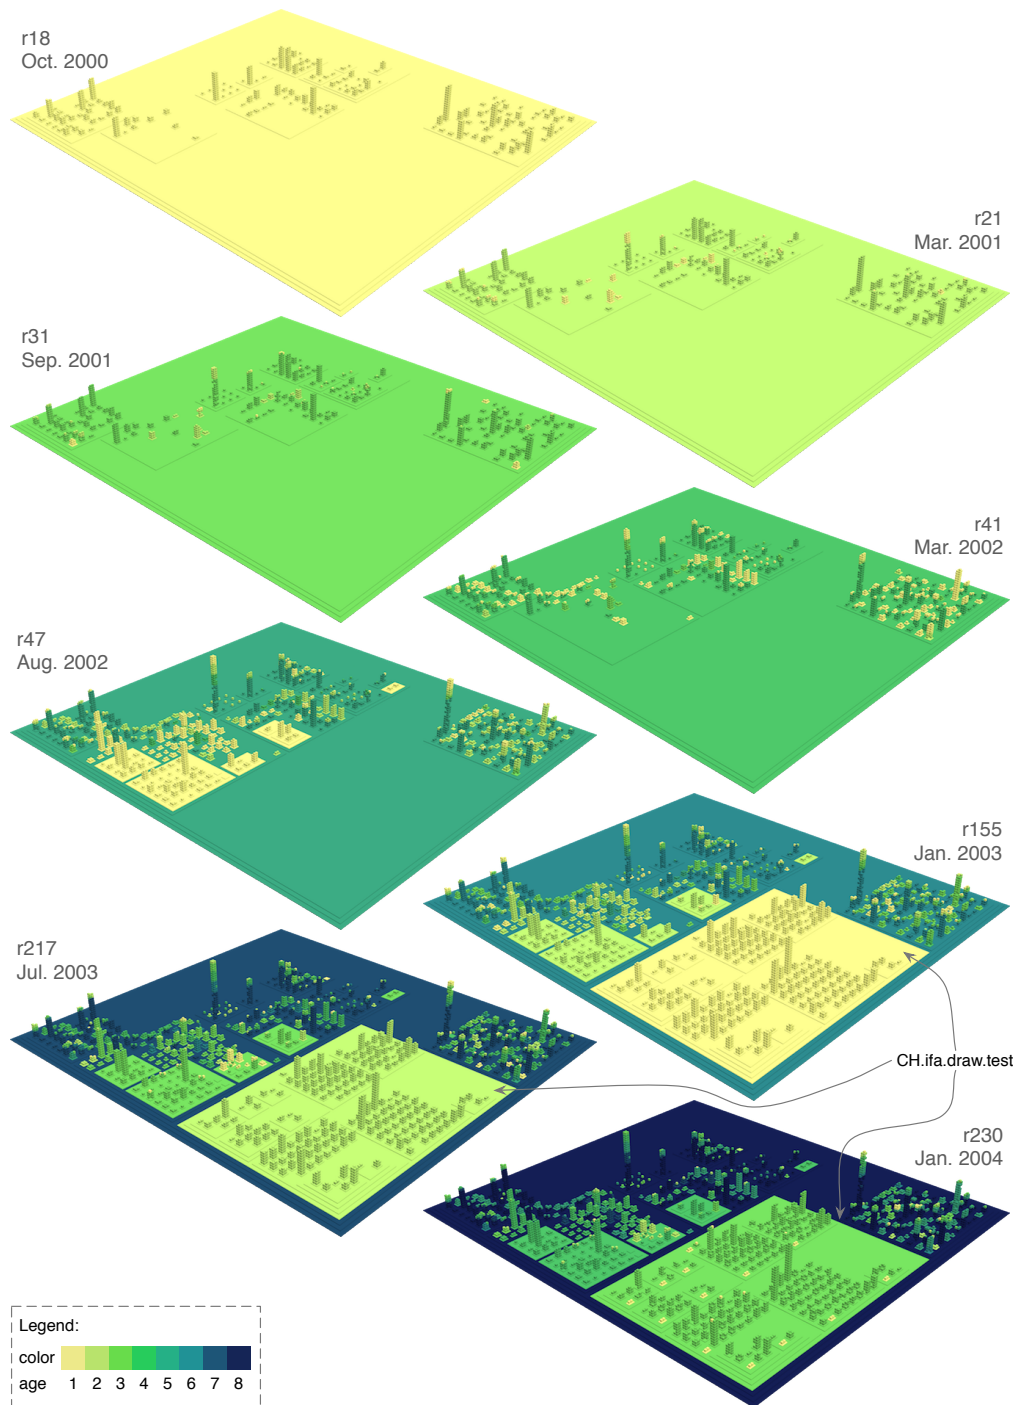 r18
Oct. 2000
r21
Mar. 2001
r31
Sep. 2001
r41
Mar. 2002
r47
Aug. 2002
r155
Jan. 2003
r217
Jul. 2003
CH.ifa.draw.test
r230
Jan. 2004
Legend:
color
age 1 2 3 4 5 6 7 8